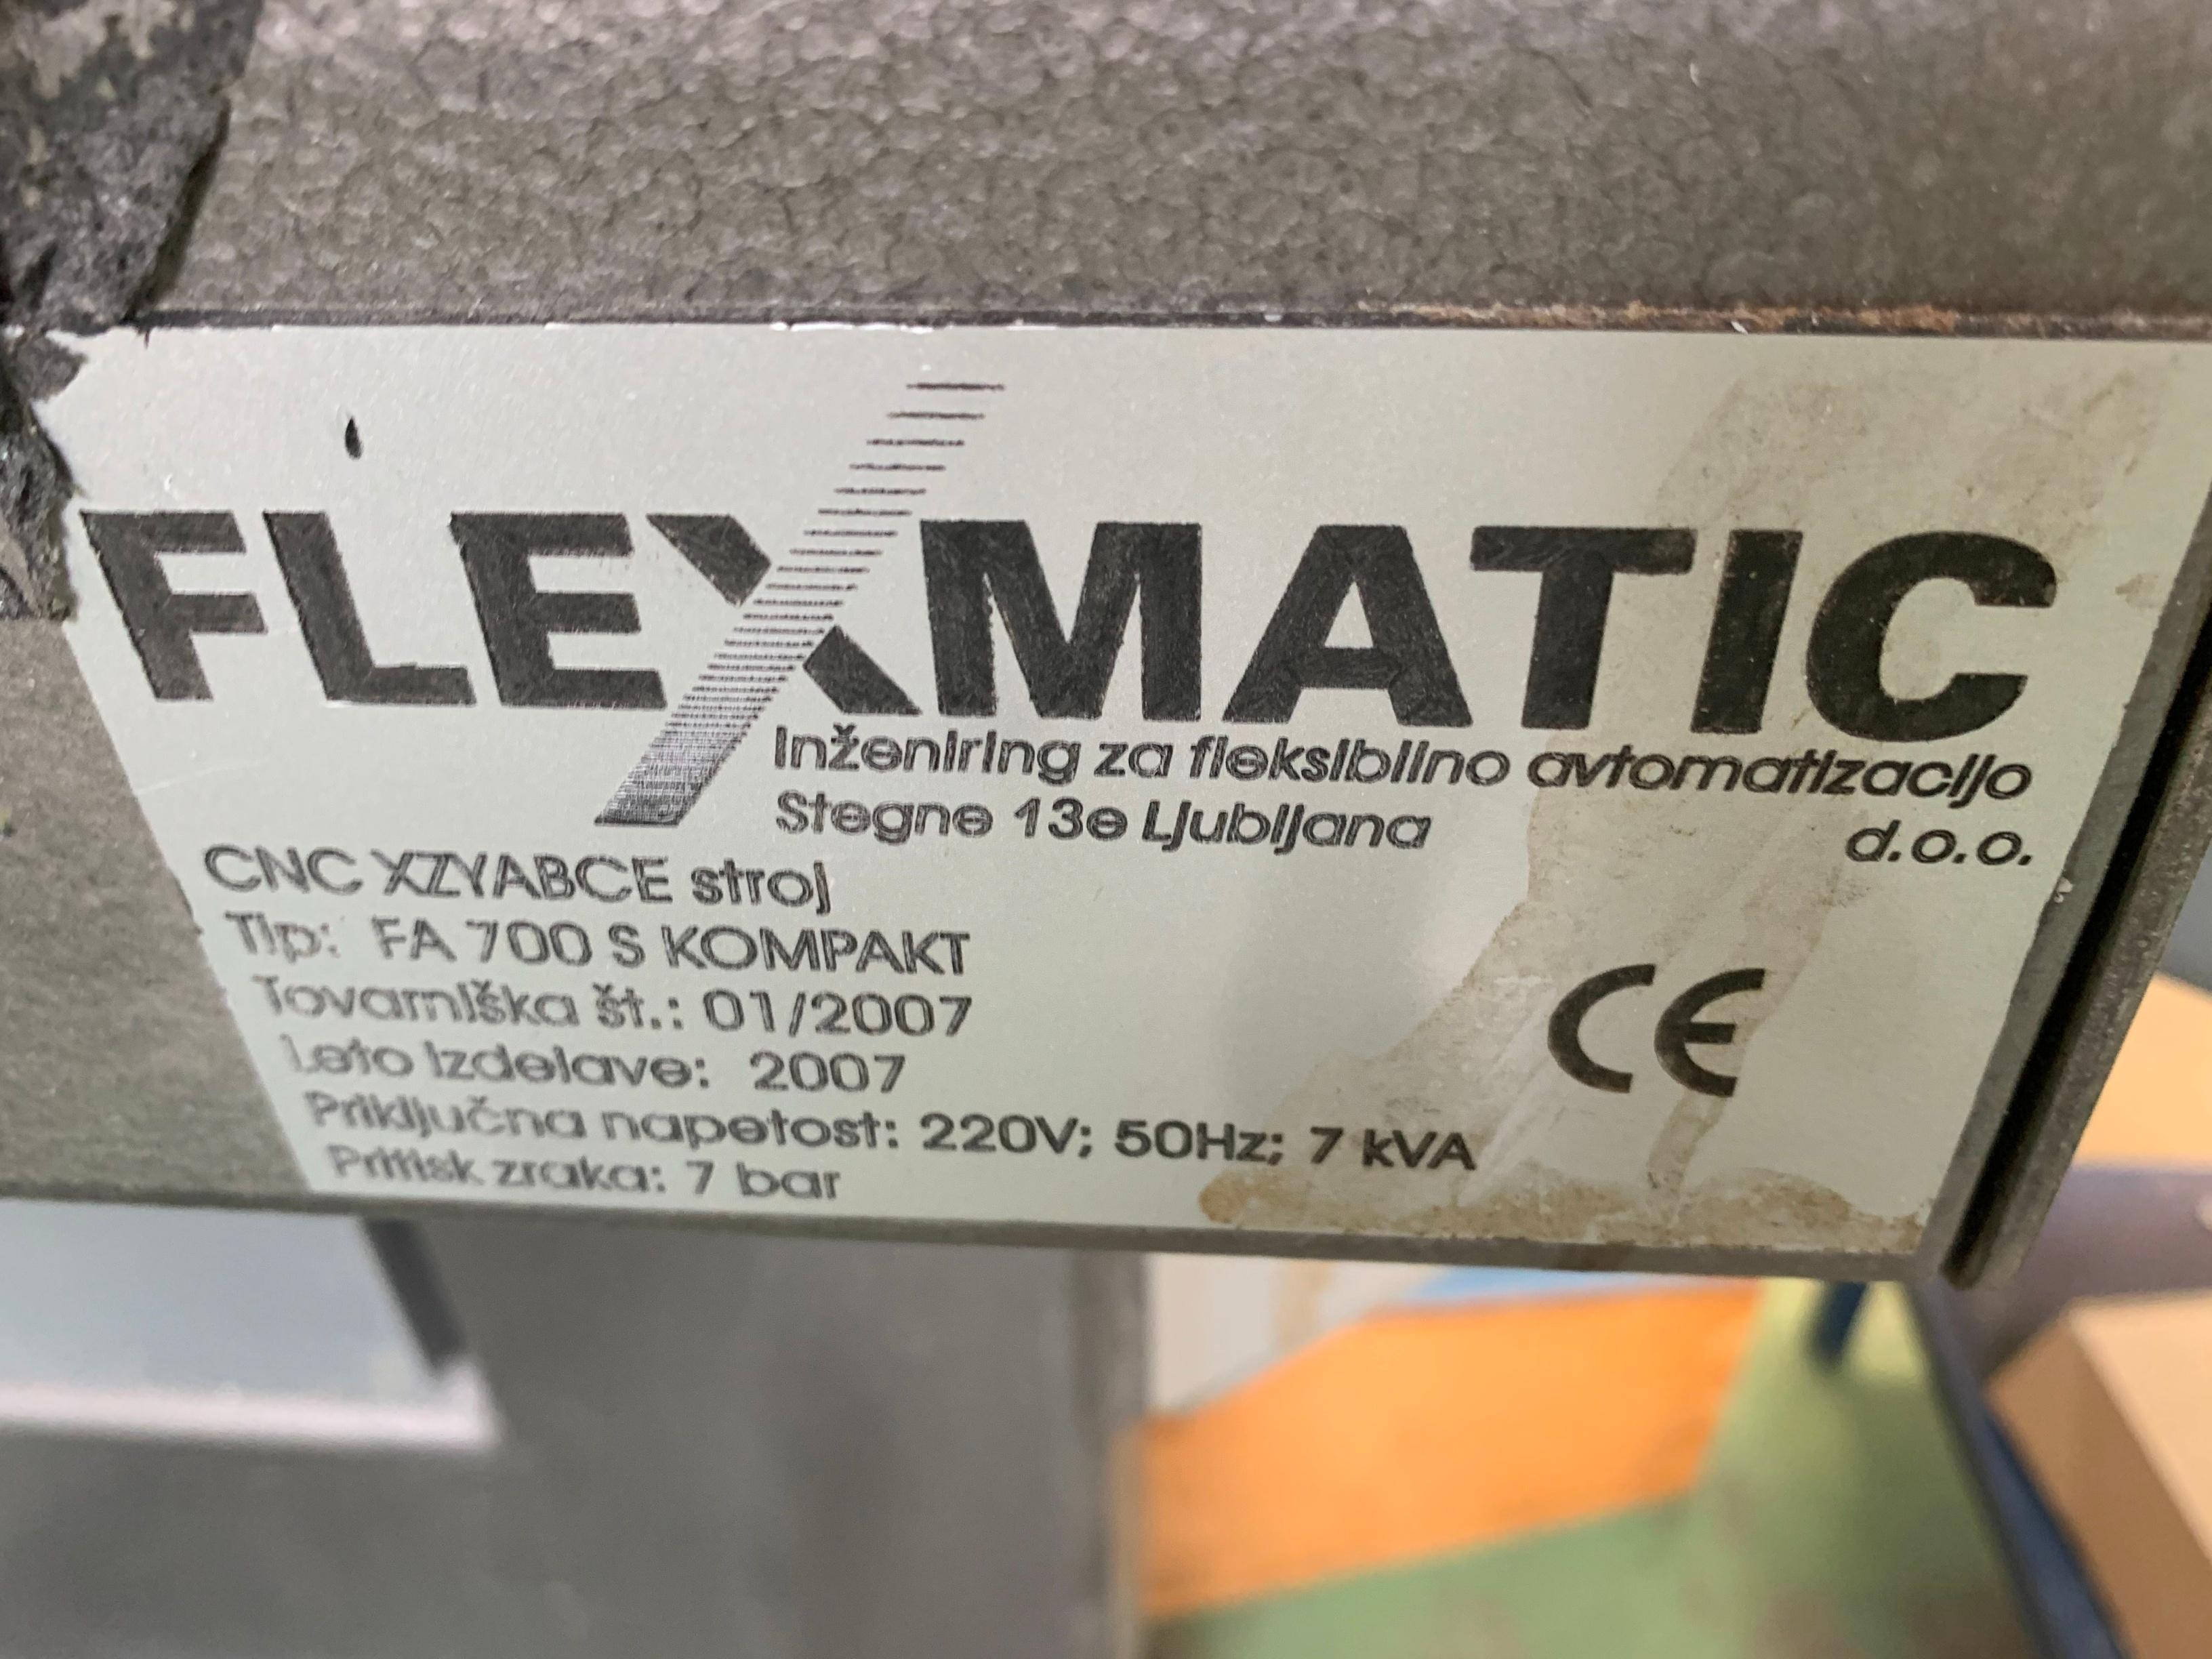 FLEXMATIC
Inženiring za fleksibilno avtomatizacijo
Stegne 13e Ljubljana
d.o.o.
CNC XZYABCE stroj
Tip: FA 700 S KOMPAKT
Tovarniška št.: 01/2007
Leto izdelave: 2007
Priključna napetost: 220V; 50Hz; 7 kVA
Pritisk zraka: 7 bar
CE